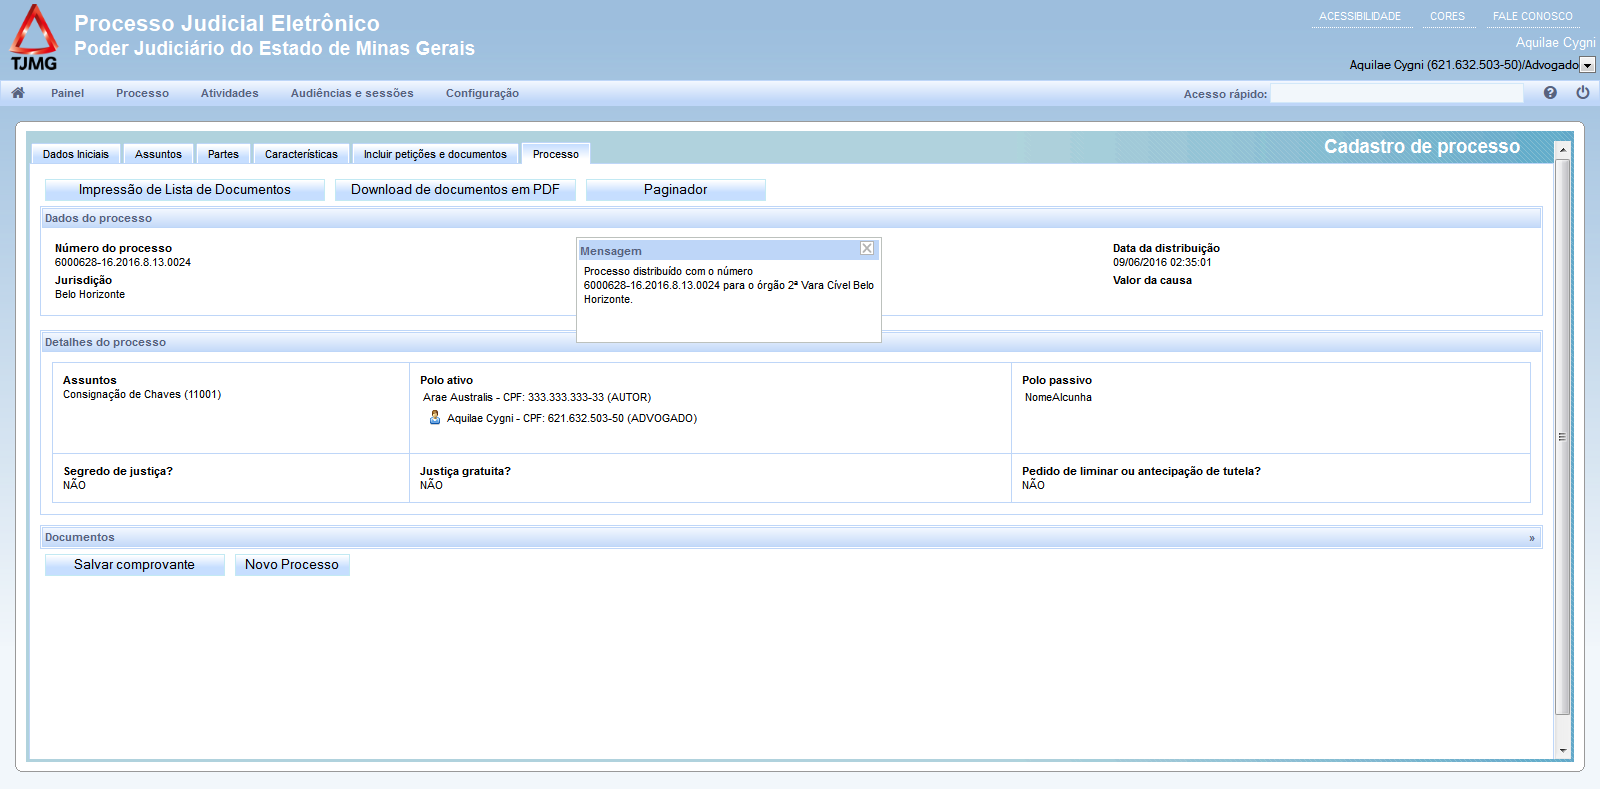 TJMG
Processo Judicial Eletrônico
Poder Judiciário do Estado de Minas Gerais
ACESSIBILIDADE CORES FALE CONOSCO
Aquilae Cygni
Aquilae Cygni (621.632.503-50)/Advogado
Painel Processo Atividades Audiências e sessões Configuração Acesso rápido:
Cadastro de processo
Dados Iniciais Assuntos Partes Características Incluir petições e documentos Processo
Impressão de Lista de Documentos Download de documentos em PDF Paginador
Dados do processo
Número do processo
6000628-16.2016.8.13.0024
Jurisdição
Belo Horizonte
Mensagem
Processo distribuído com o número
6000628-16.2016.8.13.0024 para o órgão 2ª Vara Cível Belo
Horizonte.
Data da distribuição
09/06/2016 02:35:01
Valor da causa
Detalhes do processo
Assuntos
Consignação de Chaves (11001)
Polo ativo
Arae Australis - CPF: 333.333.333-33 (AUTOR)
Aquilae Cygni - CPF: 621.632.503-50 (ADVOGADO)
Polo passivo
NomeAlcunha
Segredo de justiça?
NÃO
Justiça gratuita?
NÃO
Pedido de liminar ou antecipação de tutela?
NÃO
Documentos »
Salvar comprovante Novo Processo